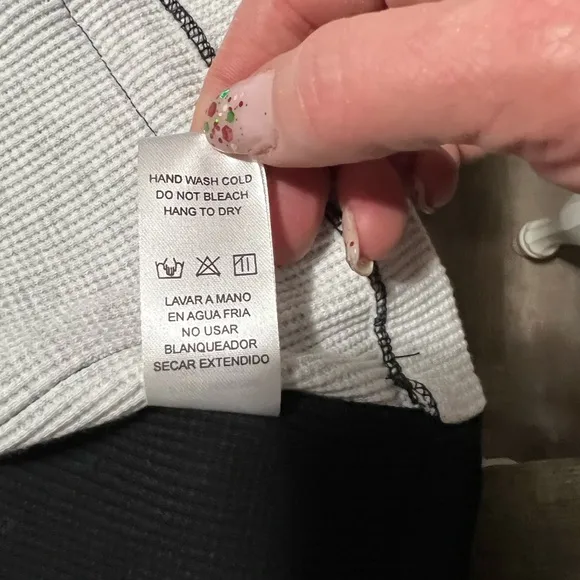 HAND WASH COLD
DO NOT BLEACH
HANG TO DRY
LAVAR A MANO
EN AGUA FRIA
NO USAR
BLANQUEADOR
SECAR EXTENDIDO